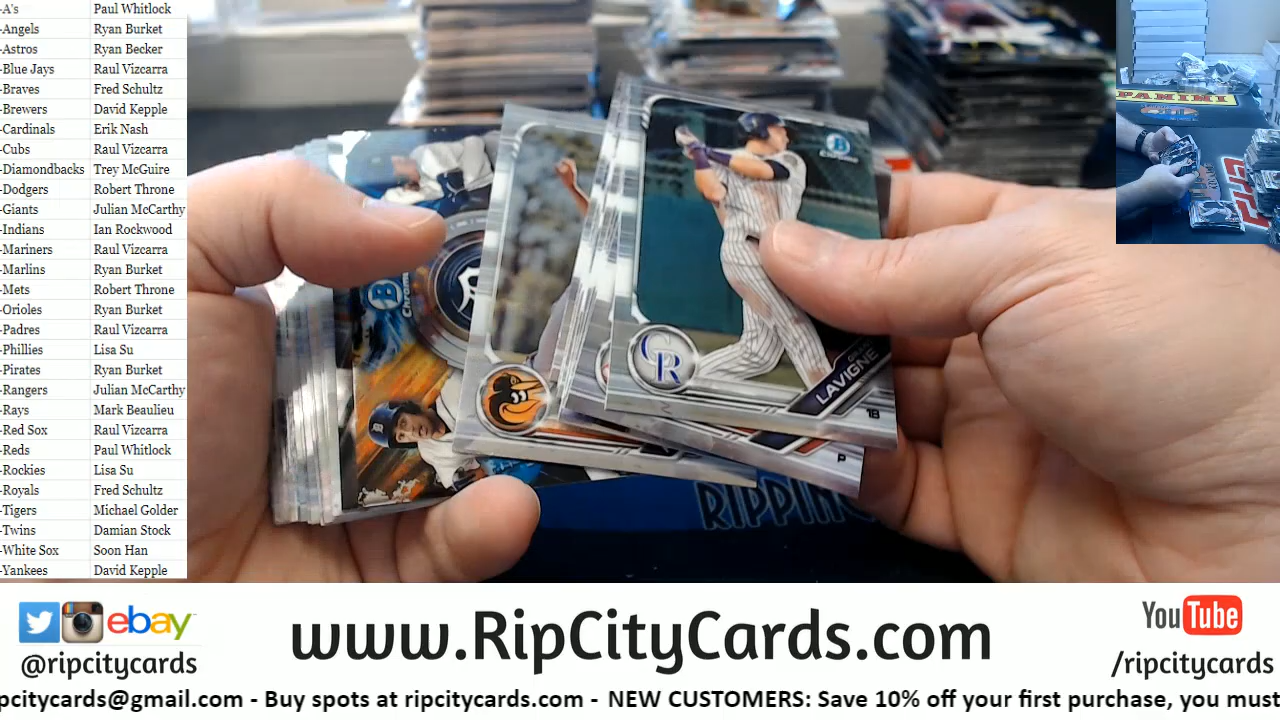 -A's Paul Whitlock
-Angels Ryan Burket
-Astros Ryan Becker
-Blue Jays Raul Vizcarra
-Braves Fred Schultz
-Brewers David Kepple
-Cardinals Erik Nash
-Cubs Raul Vizcarra
-Diamondbacks Trey McGuire
-Dodgers Robert Throne
-Giants Julian McCarthy
-Indians Ian Rockwood
-Mariners Raul Vizcarra
-Marlins Ryan Burket
-Mets Robert Throne
-Orioles Ryan Burket
-Padres Raul Vizcarra
-Phillies Lisa Su
-Pirates Ryan Burket
-Rangers Julian McCarthy
-Rays Mark Beaulieu
-Red Sox Raul Vizcarra
-Reds Paul Whitlock
-Rockies Lisa Su
-Royals Fred Schultz
-Tigers Michael Golder
-Twins Damian Stock
-White Sox Soon Han
-Yankees David Kepple
PANINI
B
Chrome
CR
LAVIGNE
1B
P
B
Chrome
RIPPING
ebay
@ripcitycards
www.RipCityCards.com
YouTube
/ripcitycards
pcitycards@gmail.com - Buy spots at ripcitycards.com - NEW CUSTOMERS: Save 10% off your first purchase, you must